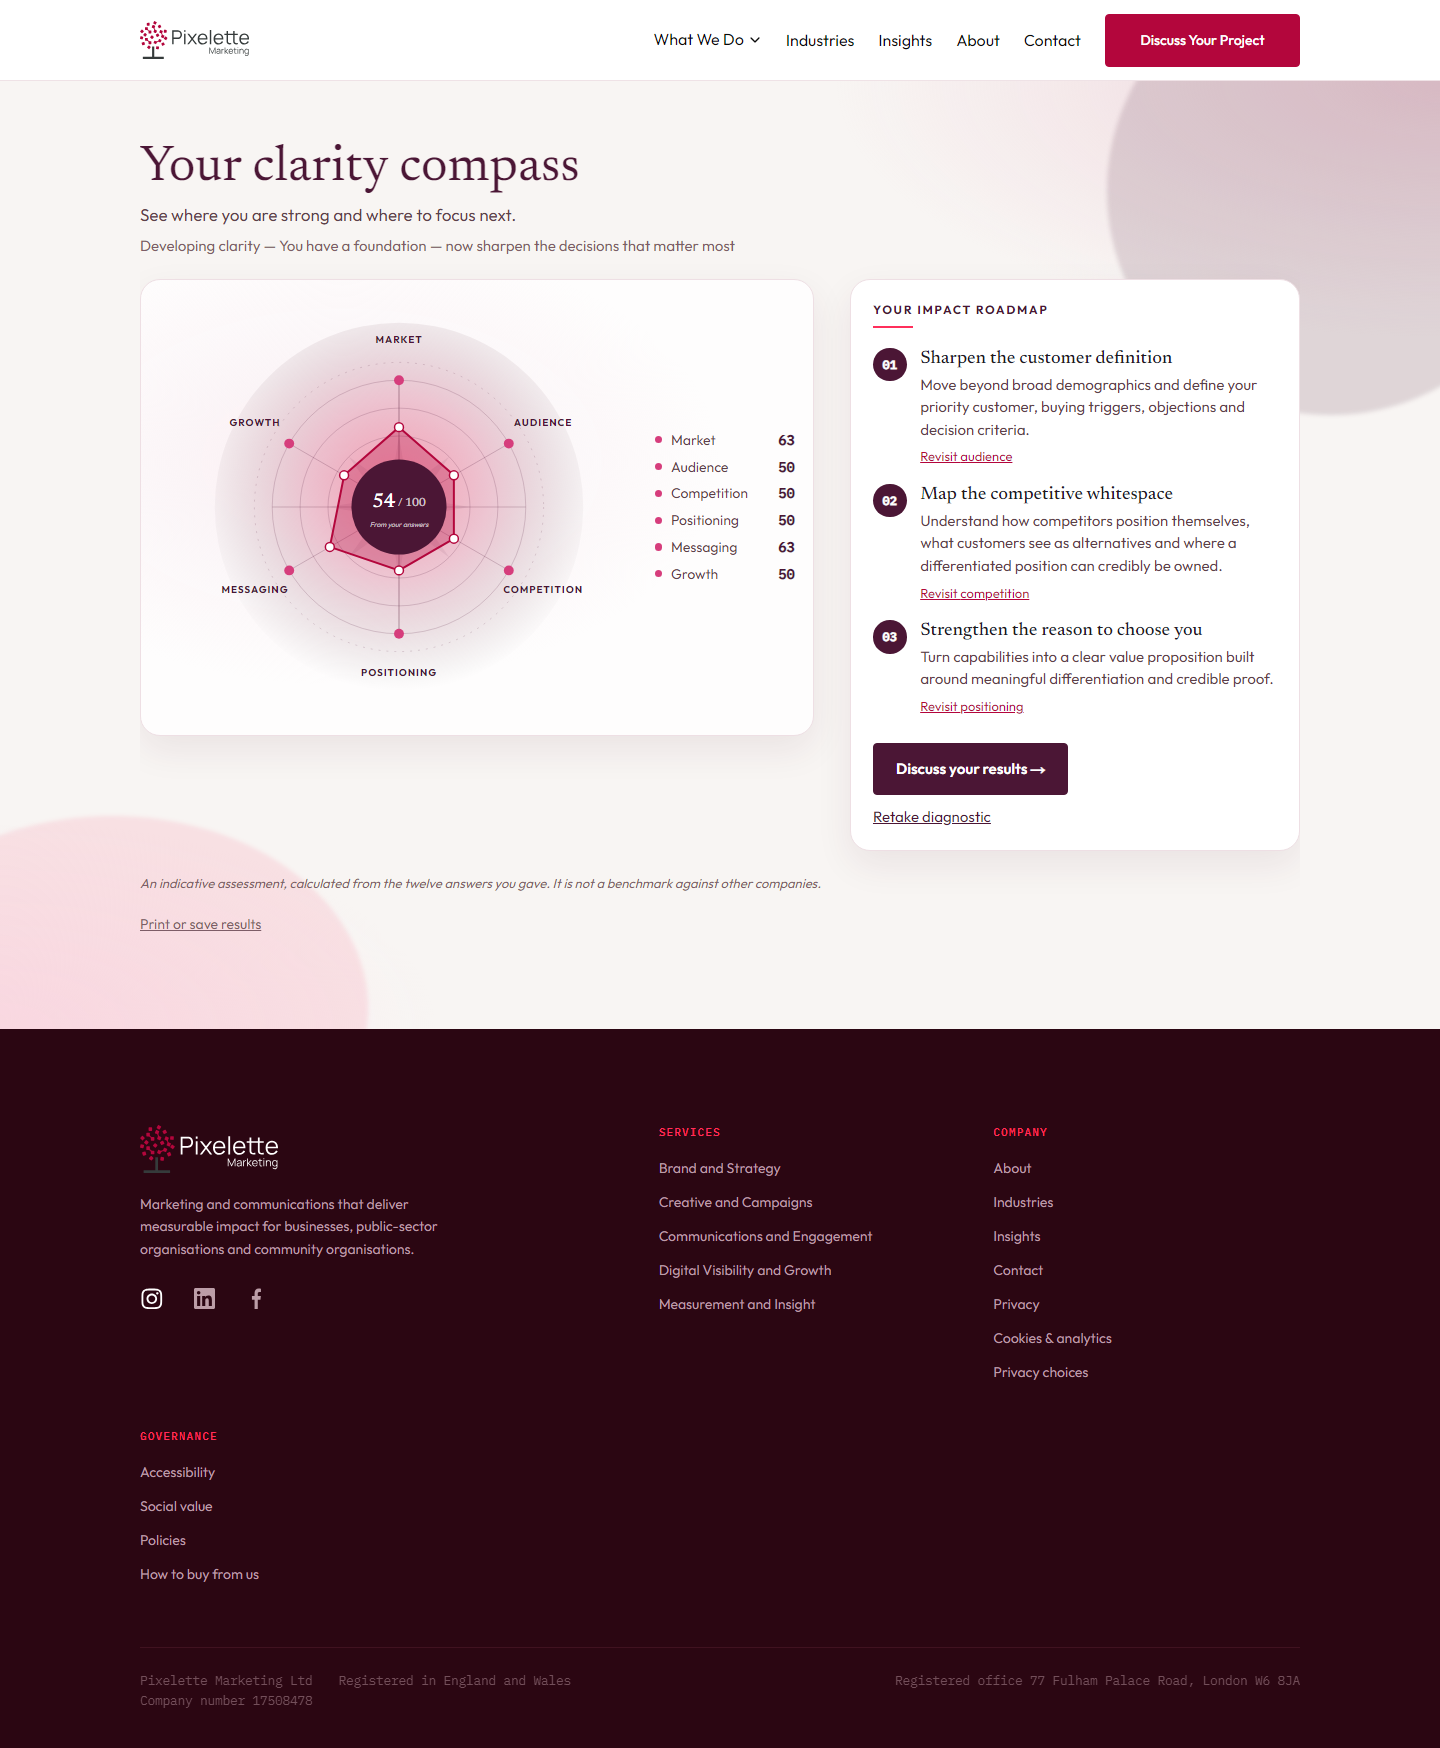 Pixelette
Marketing
What We Do
Industries
Insights
About
Contact
Discuss Your Project
Your clarity compass
See where you are strong and where to focus next.
Developing clarity — You have a foundation — now sharpen the decisions that matter most
MARKET
GROWTH
AUDIENCE
54 / 100
From your answers
MESSAGING
COMPETITION
POSITIONING
Market 63
Audience 50
Competition 50
Positioning 50
Messaging 63
Growth 50
YOUR IMPACT ROADMAP
01
Sharpen the customer definition
Move beyond broad demographics and define your
priority customer, buying triggers, objections and
decision criteria.
Revisit audience
02
Map the competitive whitespace
Understand how competitors position themselves,
what customers see as alternatives and where a
differentiated position can credibly be owned.
Revisit competition
03
Strengthen the reason to choose you
Turn capabilities into a clear value proposition built
around meaningful differentiation and credible proof.
Revisit positioning
Discuss your results →
Retake diagnostic
An indicative assessment, calculated from the twelve answers you gave. It is not a benchmark against other companies.
Print or save results
Pixelette
Marketing
Marketing and communications that deliver
measurable impact for businesses, public-sector
organisations and community organisations.
SERVICES
Brand and Strategy
Creative and Campaigns
Communications and Engagement
Digital Visibility and Growth
Measurement and Insight
COMPANY
About
Industries
Insights
Contact
Privacy
Cookies & analytics
Privacy choices
GOVERNANCE
Accessibility
Social value
Policies
How to buy from us
Pixelette Marketing Ltd
Registered in England and Wales
Company number 17508478
Registered office 77 Fulham Palace Road, London W6 8JA